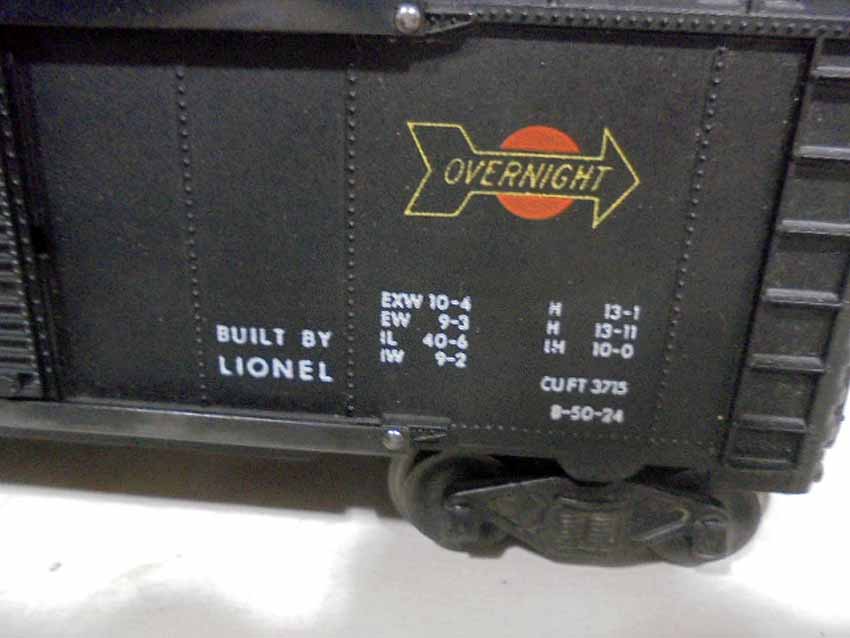 OVERNIGHT
BUILT BY
LIONEL
EXW 10-4
EW 9-3
IL 40-6
IW 9-2
H 13-1
H 13-11
IH 10-0
CU FT 3715
8-50-24